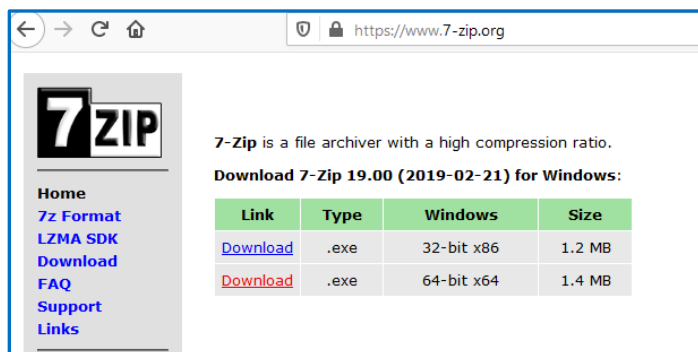 https://www.7-zip.org
7 ZIP
Home
7z Format
LZMA SDK
Download
FAQ
Support
Links
7-Zip is a file archiver with a high compression ratio.
Download 7-Zip 19.00 (2019-02-21) for Windows:
Link Type Windows Size
Download .exe 32-bit x86 1.2 MB
Download .exe 64-bit x64 1.4 MB